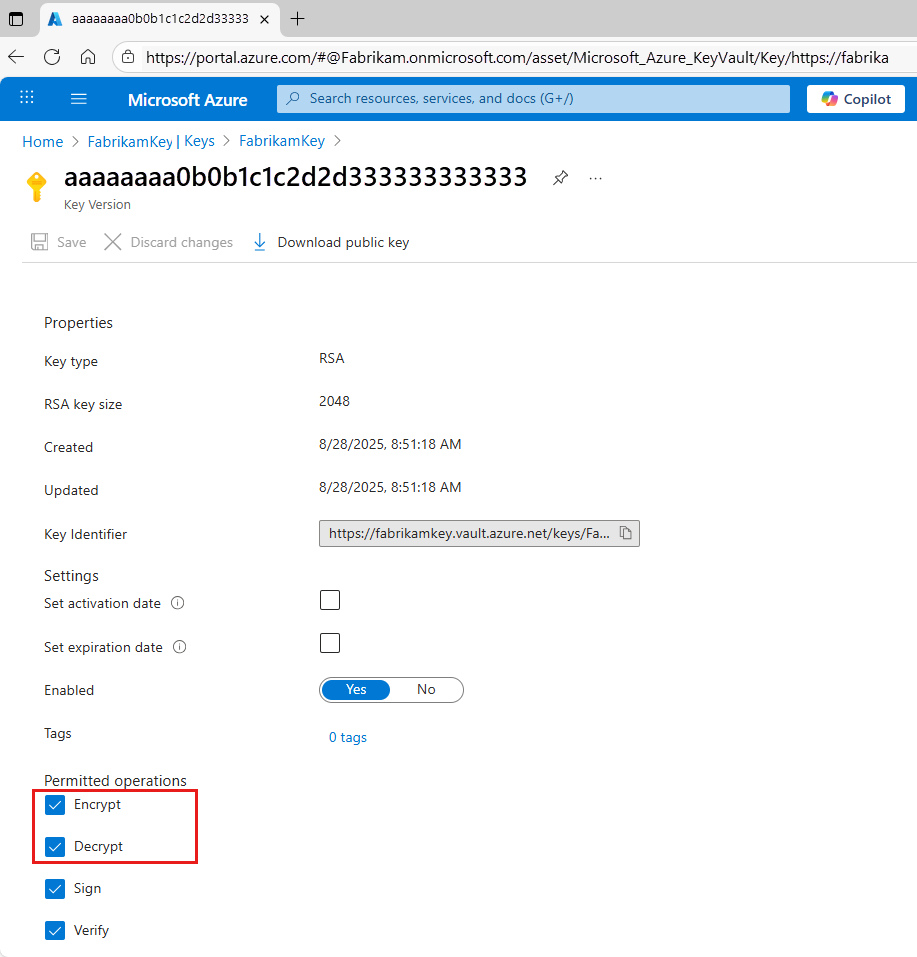 aaaaaaaa0b0b1c1c2d2d33333
https://portal.azure.com/#@Fabrikam.onmicrosoft.com/asset/Microsoft_Azure_KeyVault/Key/https://fabrika
Microsoft Azure
Search resources, services, and docs (G+/)
Copilot
Home > FabrikamKey | Keys > FabrikamKey >
aaaaaaaa0b0b1c1c2d2d333333333333
Key Version
Save
Discard changes
Download public key
Properties
Key type
RSA
RSA key size
2048
Created
8/28/2025, 8:51:18 AM
Updated
8/28/2025, 8:51:18 AM
Key Identifier
https://fabrikamkey.vault.azure.net/keys/Fa...
Settings
Set activation date
Set expiration date
Enabled
Yes
No
Tags
0 tags
Permitted operations
Encrypt
Decrypt
Sign
Verify